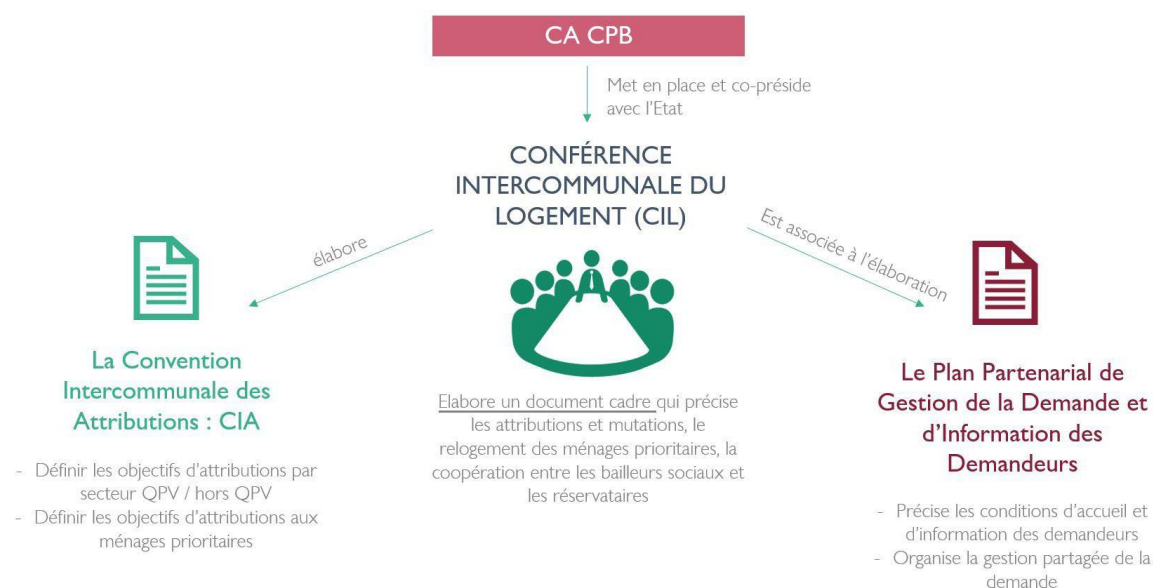 CA CPB
Met en place et co-préside
avec l'Etat
CONFÉRENCE
INTERCOMMUNALE DU
LOGEMENT (CIL)
élabore
Est associée à l'élaboration
La Convention
Intercommunale des
Attributions : CIA
- Définir les objectifs d'attributions par
secteur QPV / hors QPV
- Définir les objectifs d'attributions aux
ménages prioritaires
Elabore un document cadre qui précise
les attributions et mutations, le
relogement des ménages prioritaires, la
coopération entre les bailleurs sociaux et
les réservataires
Le Plan Partenarial de
Gestion de la Demande et
d'Information des
Demandeurs
- Précise les conditions d'accueil et
d'information des demandeurs
- Organise la gestion partagée de la
demande